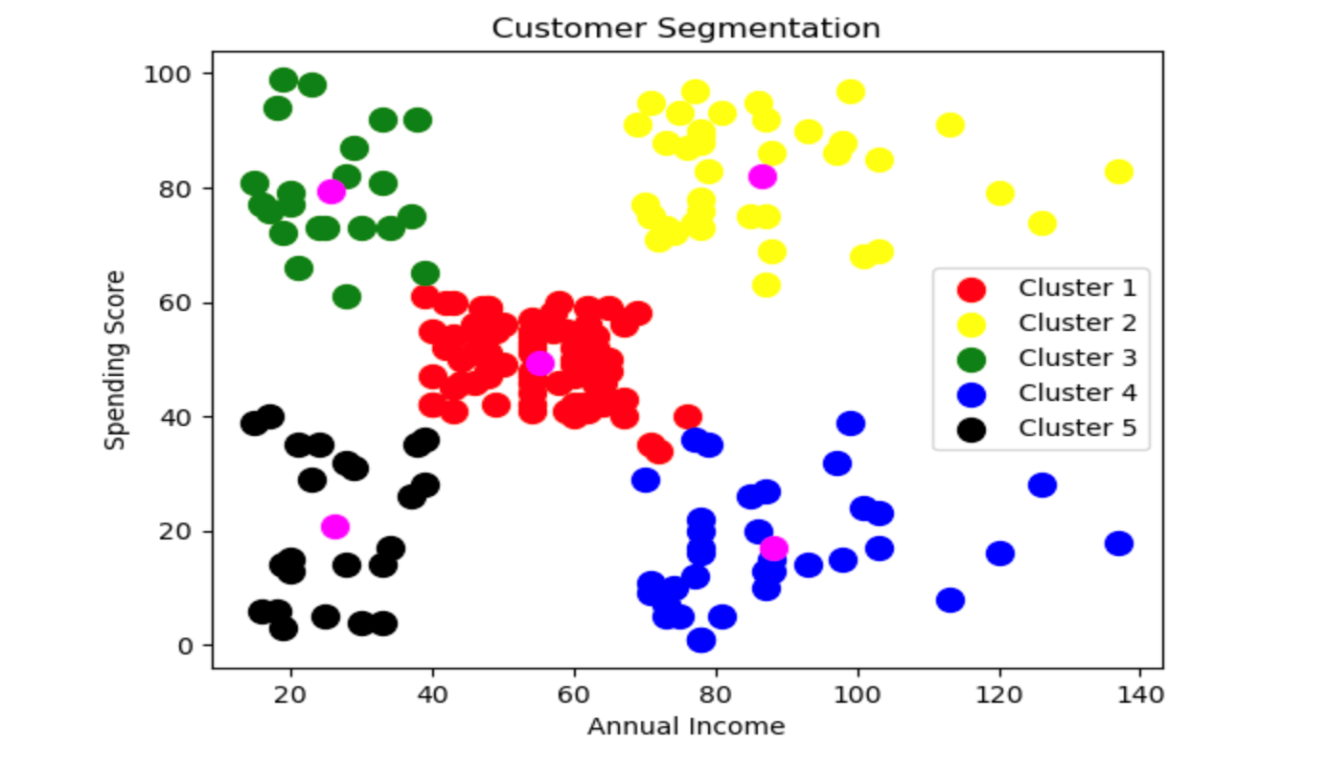 Customer Segmentation
100
80
60
40
20
0
Spending Score
Cluster 1
Cluster 2
Cluster 3
Cluster 4
Cluster 5
20 40 60 80 100 120 140
Annual Income